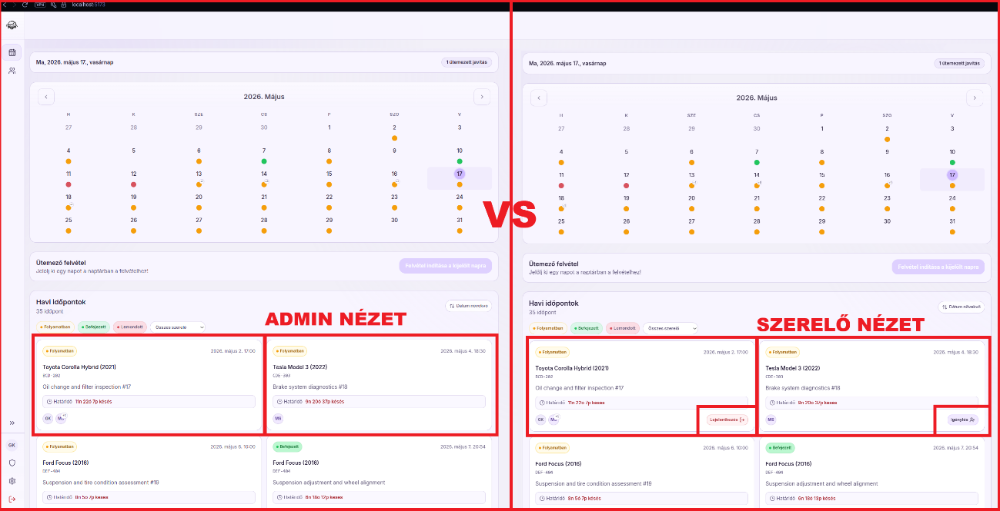 VPN
localhost:5173
Ma, 2026. május 17., vasárnap
1 ütemezett javítás
2026. Május
H K SZE CS P SZO V
27 28 29 30 1 2 3
4 5 6 7 8 9 10
11 12 13 14 15 16 17
18 19 20 21 22 23 24
25 26 27 28 29 30 31
Ütemező felvétel
Jelölj ki egy napot a naptárban a felvételhez!
Felvétel indítása a kijelölt napra
Havi időpontok
35 időpont
Dátum növekvő
ADMIN NÉZET
Folyamatban Befejezett Lemondott Összes szerelő
Folyamatban 2026. május 2. 17:00
Toyota Corolla Hybrid (2021)
BCD-202
Oil change and filter inspection #17
Határidő 11n 22ó 7p késés
GK
Folyamatban 2026. május 4. 18:30
Tesla Model 3 (2022)
CDE-303
Brake system diagnostics #18
Határidő 9n 20ó 37p késés
MS
Folyamatban 2026. május 6. 10:00
Ford Focus (2016)
DEF-404
Suspension and tire condition assessment #19
Határidő 8n 5ó 7p késés
Befejezett 2026. május 7. 20:54
Ford Focus (2016)
DEF-404
Suspension adjustment and wheel alignment
Határidő 6n 18ó 12p késés
GK
VS
Ma, 2026. május 17., vasárnap
1 ütemezett javítás
2026. Május
H K SZE CS P SZO V
27 28 29 30 1 2 3
4 5 6 7 8 9 10
11 12 13 14 15 16 17
18 19 20 21 22 23 24
25 26 27 28 29 30 31
Ütemező felvétel
Jelölj ki egy napot a naptárban a felvételhez!
Felvétel indítása a kijelölt napra
Havi időpontok
35 időpont
Dátum növekvő
SZERELŐ NÉZET
Folyamatban Befejezett Lemondott Összes szerelő
Folyamatban 2026. május 2. 17:00
Toyota Corolla Hybrid (2021)
BCD-202
Oil change and filter inspection #17
Határidő 11n 22ó 7p késés
GK
Lejelentkezés
Folyamatban 2026. május 4. 18:30
Tesla Model 3 (2022)
CDE-303
Brake system diagnostics #18
Határidő 9n 20ó 37p késés
MS
Igénylés
Folyamatban 2026. május 6. 10:00
Ford Focus (2016)
DEF-404
Suspension and tire condition assessment #19
Határidő 8n 5ó 7p késés
Befejezett 2026. május 7. 20:54
Ford Focus (2016)
DEF-404
Suspension adjustment and wheel alignment
Határidő 6n 18ó 13p késés